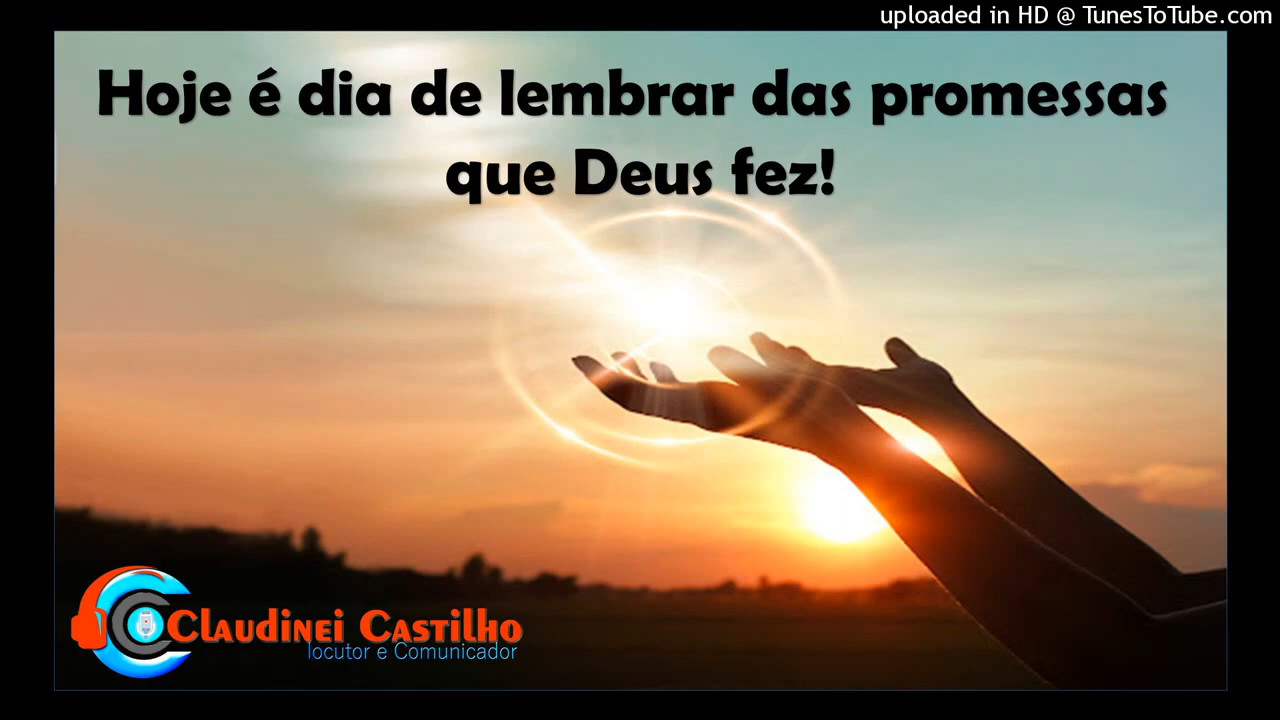 uploaded in HD @ TunesToTube.com
Hoje é dia de lembrar das promessas
que Deus fez!
Claudinei Castilho
locutor e Comunicador